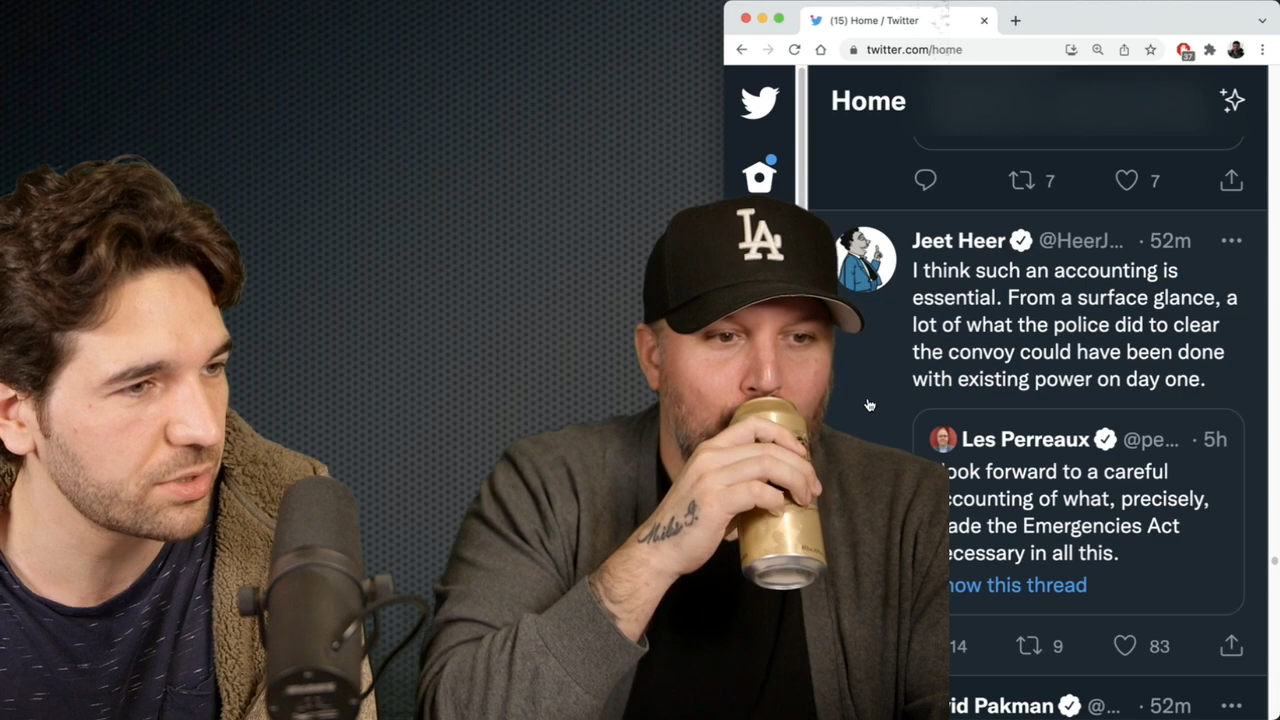 (15) Home / Twitter
twitter.com/home
37
Home
7
7
LA
Jeet Heer @HeerJ... · 52m
I think such an accounting is
essential. From a surface glance, a
lot of what the police did to clear
the convoy could have been done
with existing power on day one.
Les Perreaux @pe... · 5h
ook forward to a careful
ccounting of what, precisely,
ade the Emergencies Act
ecessary in all this.
how this thread
14
9
83
id Pakman @... · 52m